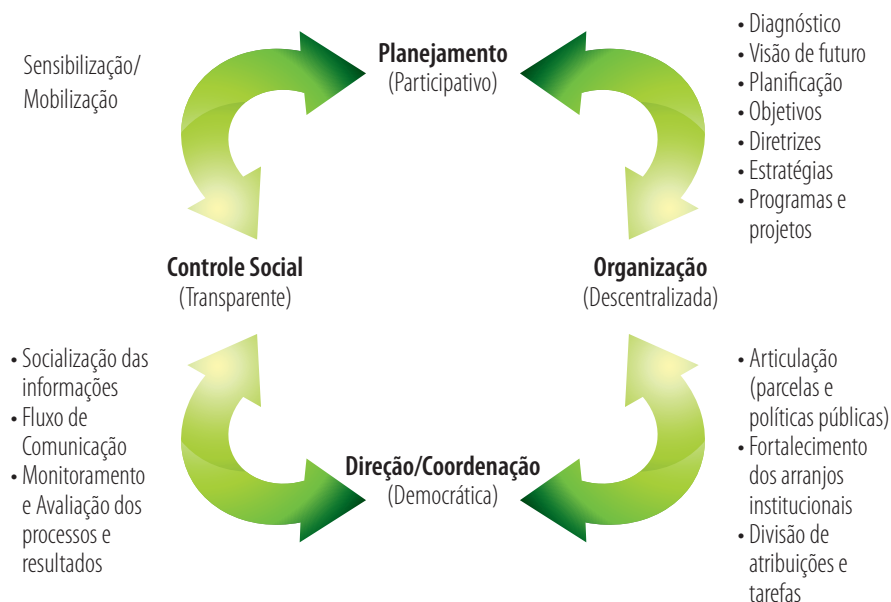 Sensibilização/
Mobilização
Planejamento
(Participativo)
• Diagnóstico
• Visão de futuro
• Planificação
• Objetivos
• Diretrizes
• Estratégias
• Programas e
projetos
Controle Social
(Transparente)
Organização
(Descentralizada)
• Socialização das
informações
• Fluxo de
Comunicação
• Monitoramento
e Avaliação dos
processos e
resultados
Direção/Coordenação
(Democrática)
• Articulação
(parcelas e
políticas públicas)
• Fortalecimento
dos arranjos
institucionais
• Divisão de
atribuições e
tarefas